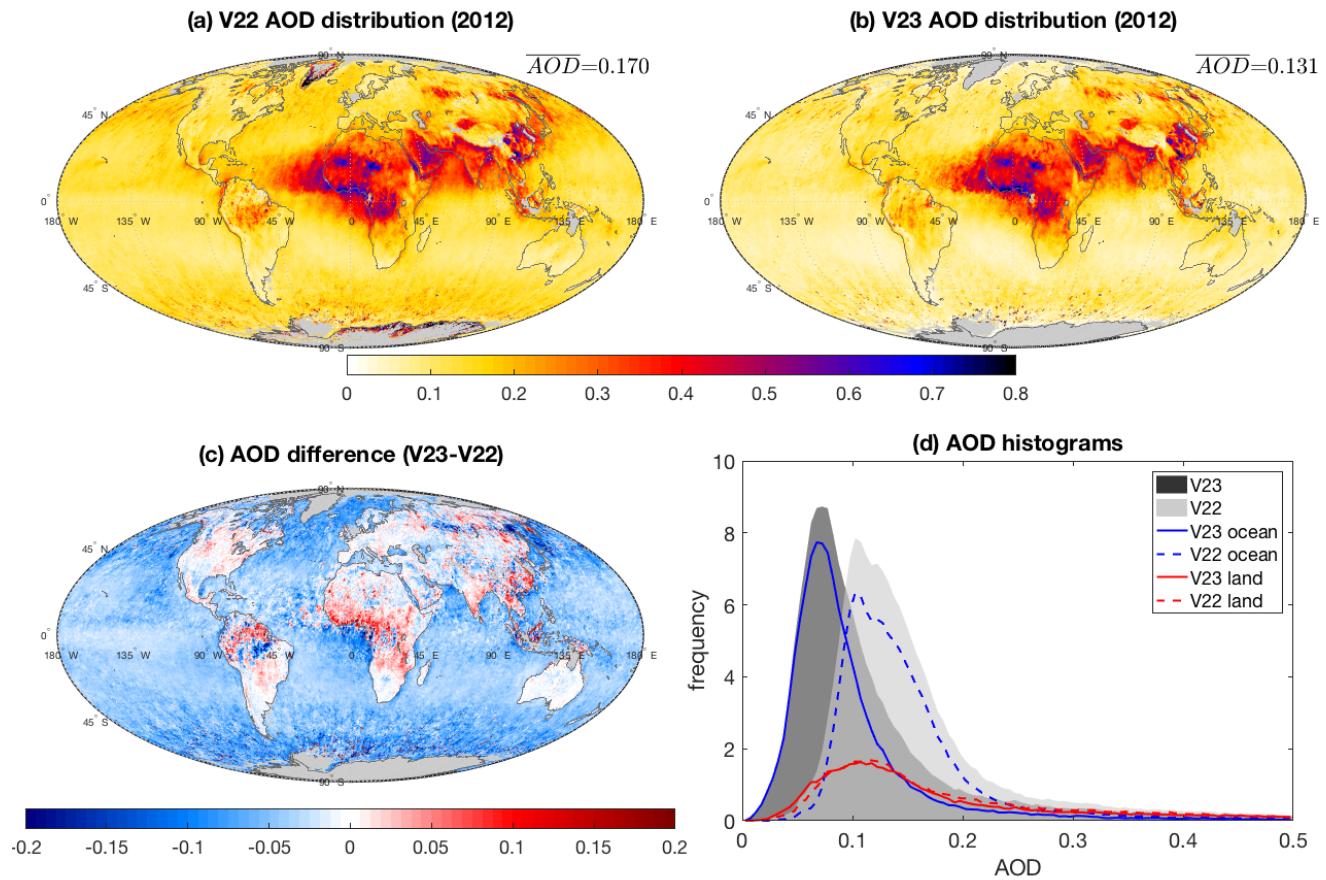 (a) V22 AOD distribution (2012)
AOD=0.170
90° N
45° N
0°
180° W 135 W 90 W 45 W 0 45 E 90 E 135 E 180° E
45° S
90° S
(b) V23 AOD distribution (2012)
AOD=0.131
90° N
45° N
0°
180° W 135 W 90 W 45 W 0 45 E 90 E 135 E 180° E
45° S
90° S
0 0.1 0.2 0.3 0.4 0.5 0.6 0.7 0.8
(c) AOD difference (V23-V22)
90° N
45° N
0°
180° W 135 W 90 W 45 W 0 45 E 90 E 135 E 180° E
45° S
90° S
-0.2 -0.15 -0.1 -0.05 0 0.05 0.1 0.15 0.2
(d) AOD histograms
10
8
6
4
2
0
frequency
V23
V22
V23 ocean
V22 ocean
V23 land
V22 land
0 0.1 0.2 0.3 0.4 0.5
AOD